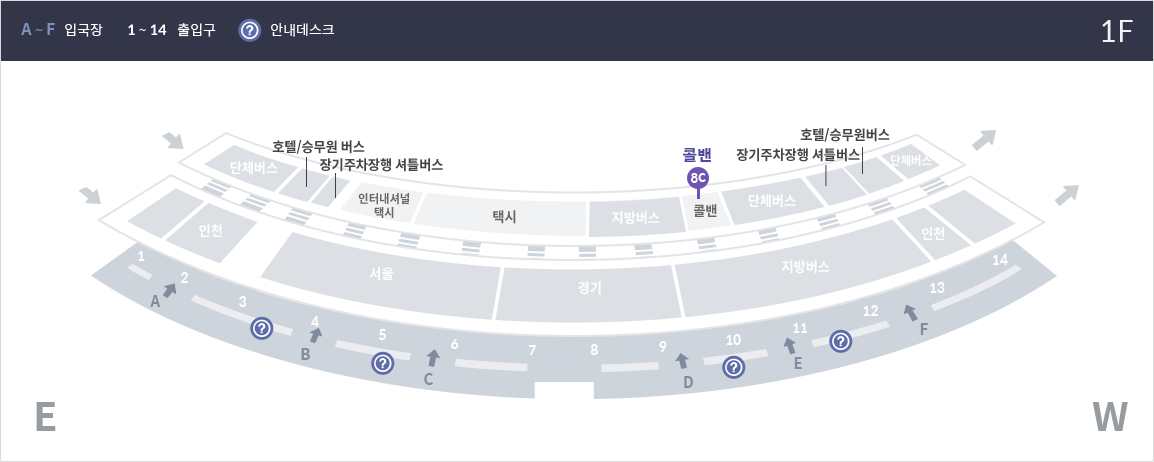 A ~ F 입국장 1 ~ 14 출입구 ? 안내데스크 1F
호텔/승무원 버스
장기주차장행 셔틀버스
단체버스
인터내셔널
택시
택시
지방버스
콜밴
8C
콜밴
호텔/승무원버스
장기주차장행 셔틀버스
단체버스
단체버스
인천
서울
경기
지방버스
인천
1 2 3 4 5 6 7 8 9 10 11 12 13 14
? ? ? ?
A B C D E F
E W